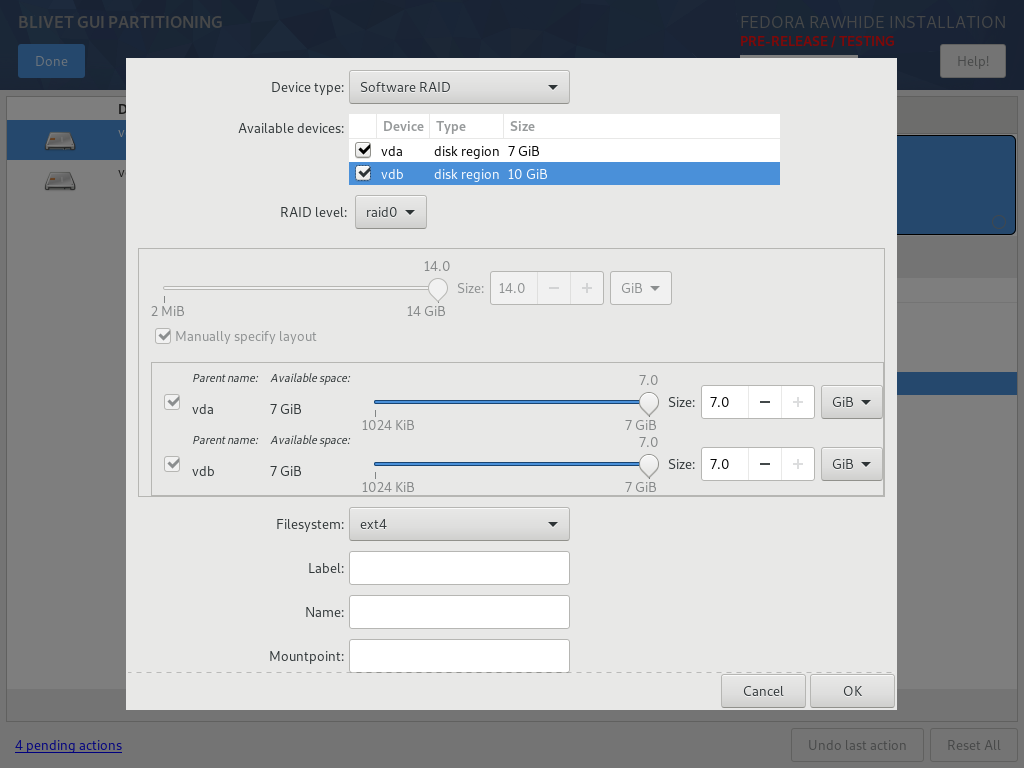 BLIVET GUI PARTITIONING
FEDORA RAWHIDE INSTALLATION
PRE-RELEASE / TESTING
Done
Help!
Device type: Software RAID
Available devices:
Device Type Size
vda disk region 7 GiB
vdb disk region 10 GiB
RAID level: raid0
14.0
Size: 14.0 GiB
2 MiB 14 GiB
Manually specify layout
Parent name: Available space: 7.0
vda 7 GiB Size: 7.0 GiB
1024 KiB 7 GiB
Parent name: Available space: 7.0
vdb 7 GiB Size: 7.0 GiB
1024 KiB 7 GiB
Filesystem: ext4
Label:
Name:
Mountpoint:
Cancel OK
4 pending actions
Undo last action Reset All